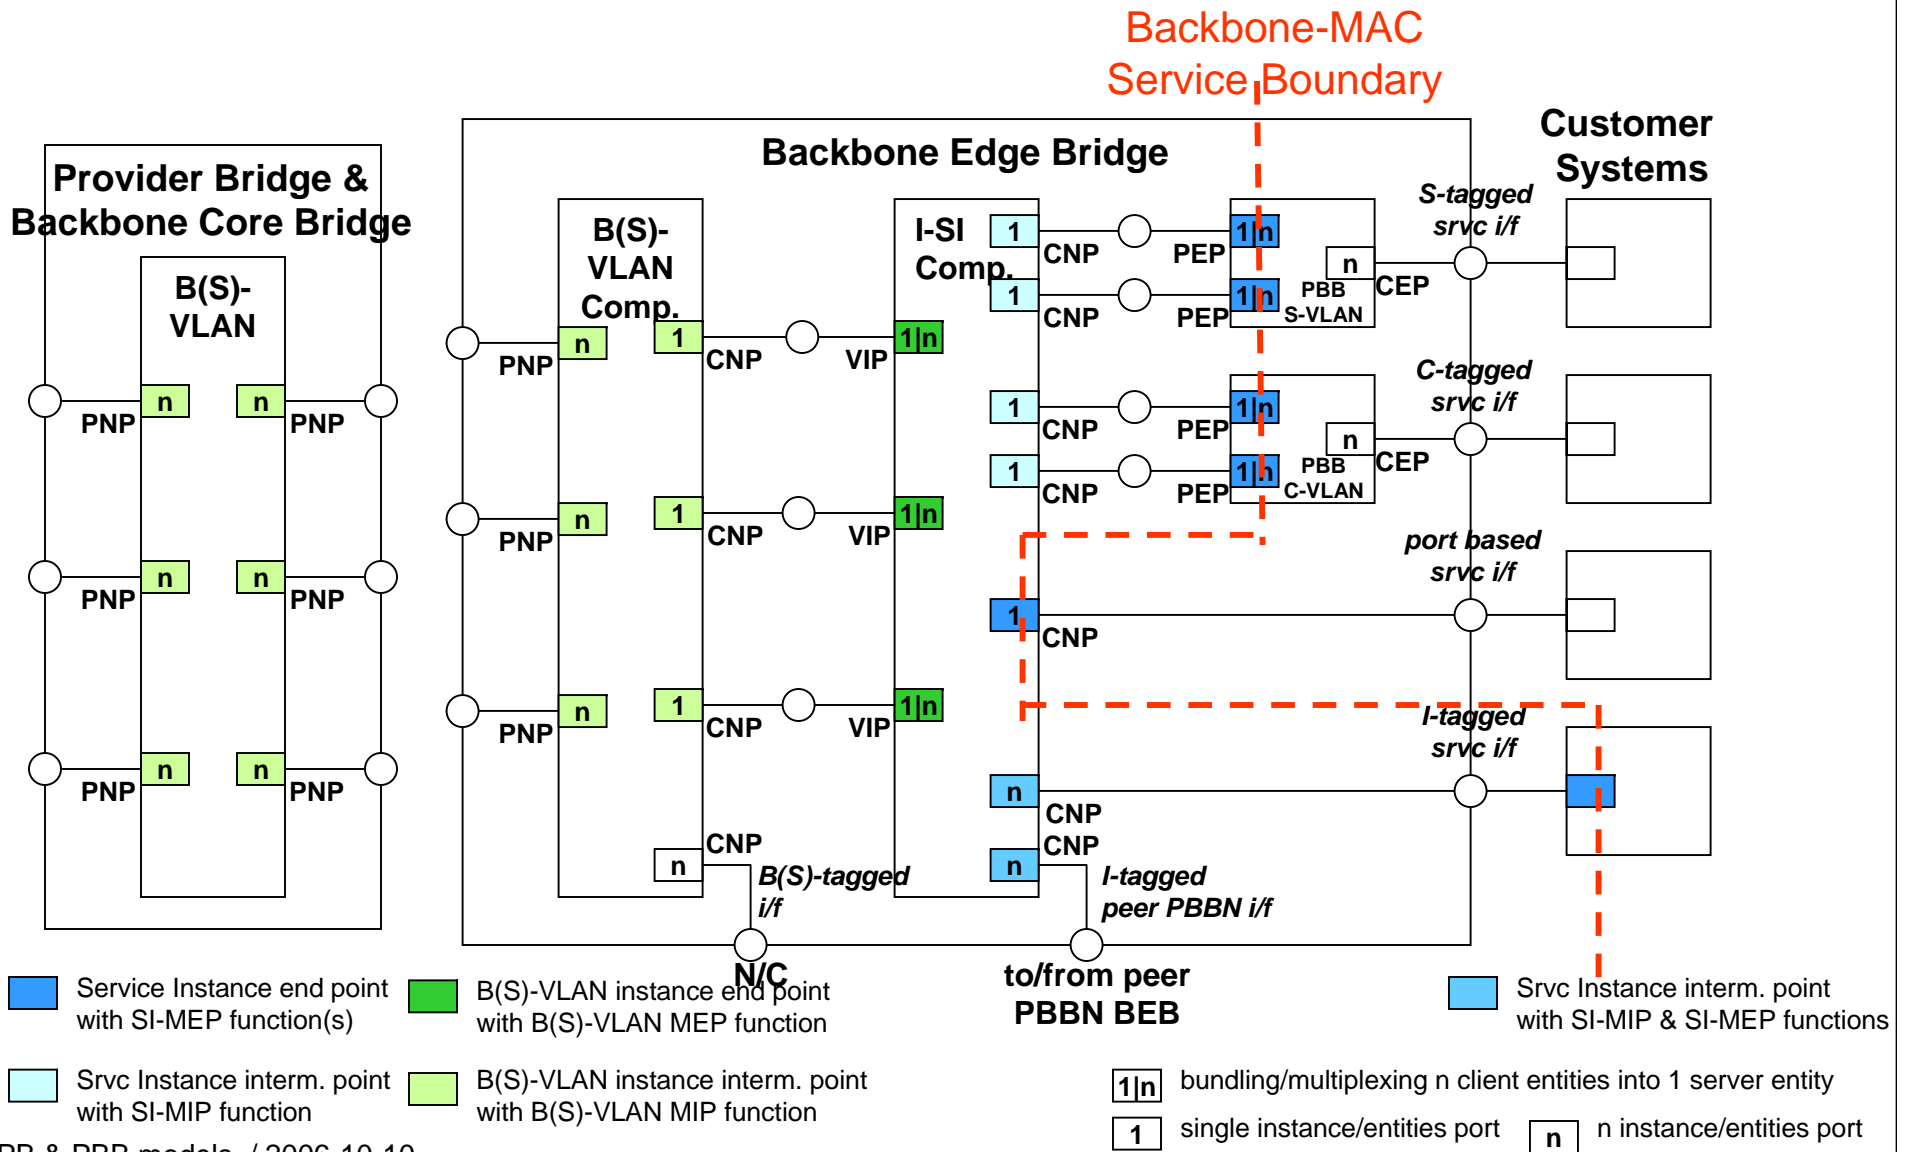 Backbone-MAC
Service Boundary
Customer
Systems
Backbone Edge Bridge
Provider Bridge &
Backbone Core Bridge
B(S)-
VLAN
n
PNP
n
PNP
n
PNP
n
PNP
n
PNP
n
PNP
B(S)-
VLAN
Comp.
n
PNP
1
CNP
VIP
1|n
n
PNP
1
CNP
VIP
1|n
n
PNP
1
CNP
VIP
1|n
n
CNP
B(S)-tagged
i/f
N/C
I-SI
Comp.
1
CNP
PEP
1|n
1
CNP
PEP
1|n
n
CEP
PBB
S-VLAN
S-tagged
srvc i/f
1
CNP
PEP
1|n
1
CNP
PEP
1|n
n
CEP
PBB
C-VLAN
C-tagged
srvc i/f
1
CNP
port based
srvc i/f
n
CNP
I-tagged
srvc i/f
n
CNP
I-tagged
peer PBBN i/f
to/from peer
PBBN BEB
Service Instance end point
with SI-MEP function(s)
B(S)-VLAN instance end point
with B(S)-VLAN MEP function
Srvc Instance interm. point
with SI-MIP & SI-MEP functions
Srvc Instance interm. point
with SI-MIP function
B(S)-VLAN instance interm. point
with B(S)-VLAN MIP function
1|n bundling/multiplexing n client entities into 1 server entity
1 single instance/entities port
n n instance/entities port
PB & PBB models / 2006-10-10